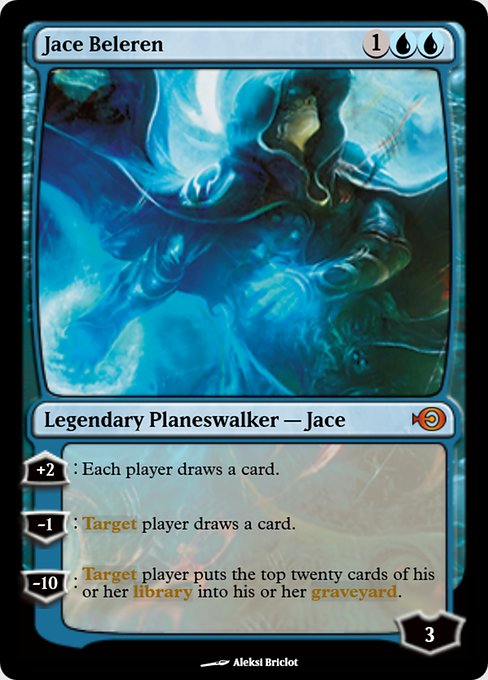 Jace Beleren 1
Legendary Planeswalker — Jace
+2 : Each player draws a card.
-1 : Target player draws a card.
-10 : Target player puts the top twenty cards of his
or her library into his or her graveyard.
3
Aleksi Briclot